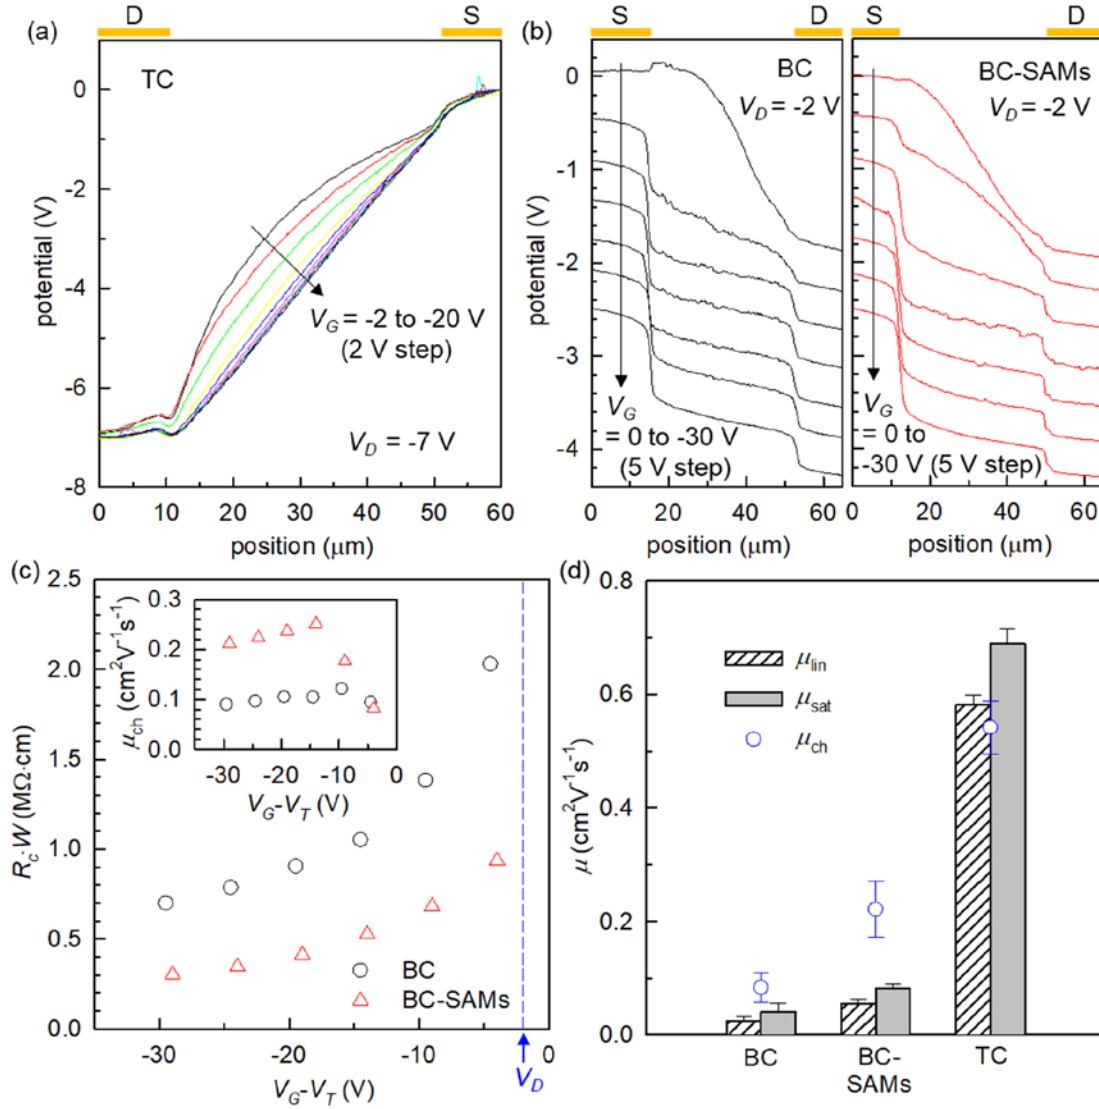 D S S D S D
(a) (b)
TC
V_G = -2 to -20 V
(2 V step)
V_D = -7 V
potential (V)
0
-2
-4
-6
-8
0 10 20 30 40 50 60
position (μm)
BC
V_D = -2 V
V_G
= 0 to -30 V
(5 V step)
potential (V)
0
-1
-2
-3
-4
0 20 40 60
position (μm)
BC-SAMs
V_D = -2 V
V_G
= 0 to
-30 V (5 V step)
0 20 40 60
position (μm)
(c)
R_c·W (MΩ·cm)
2.5
2.0
1.5
1.0
0.5
0.0
-30 -20 -10 0
V_G-V_T (V)
V_D
μ_ch (cm²V⁻¹s⁻¹)
0.3
0.2
0.1
0.0
-30 -20 -10 0
V_G-V_T (V)
BC
BC-SAMs
(d)
μ (cm²V⁻¹s⁻¹)
0.8
0.6
0.4
0.2
0.0
μ_lin
μ_sat
μ_ch
BC BC- TC
SAMs